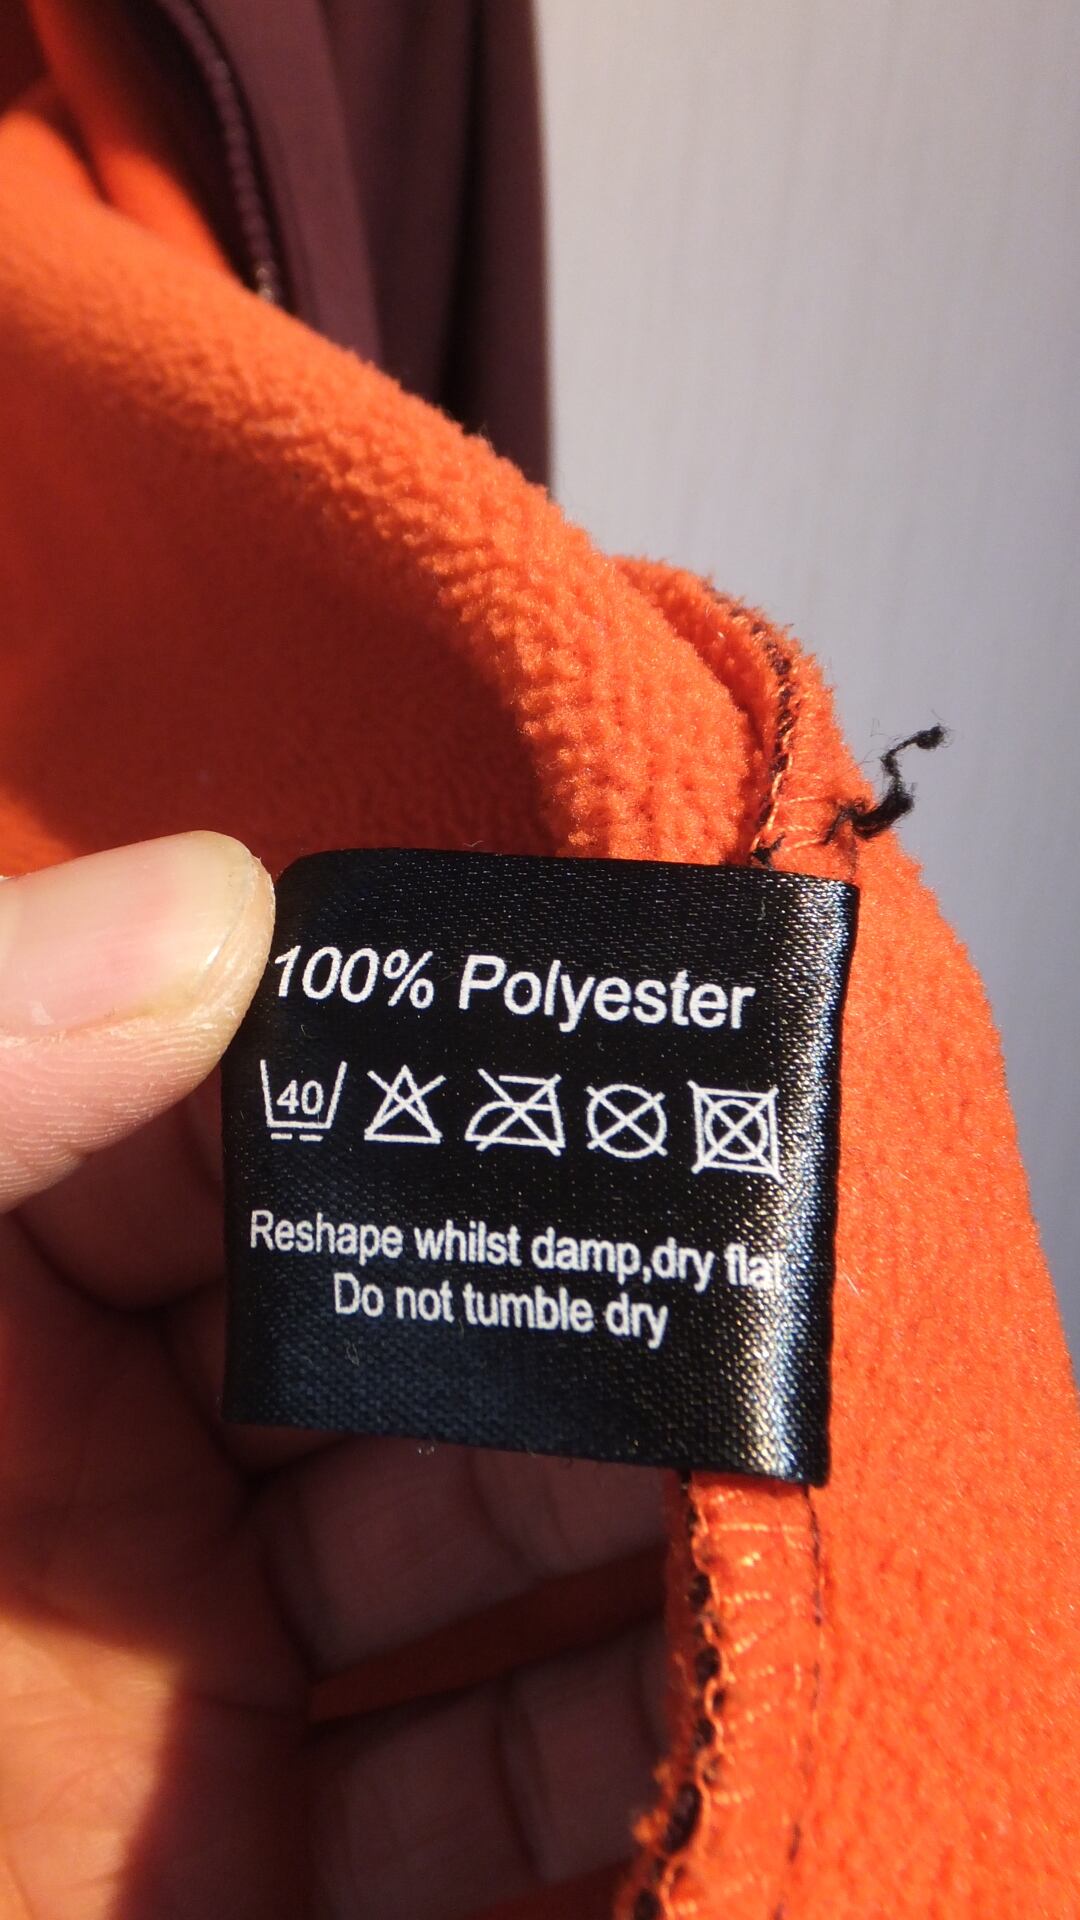 100% Polyester
40
Reshape whilst damp,dry flat
Do not tumble dry